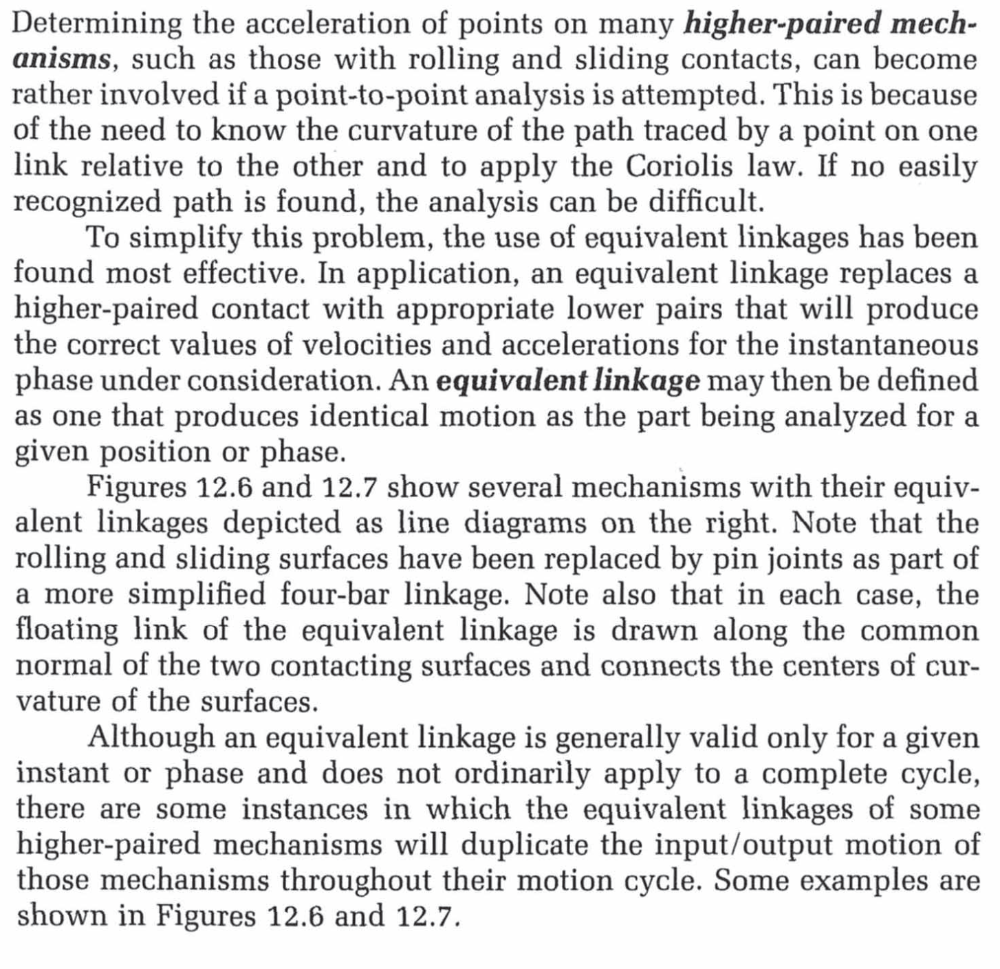 Determining the acceleration of points on many higher-paired mech-
anisms, such as those with rolling and sliding contacts, can become
rather involved if a point-to-point analysis is attempted. This is because
of the need to know the curvature of the path traced by a point on one
link relative to the other and to apply the Coriolis law. If no easily
recognized path is found, the analysis can be difficult.
To simplify this problem, the use of equivalent linkages has been
found most effective. In application, an equivalent linkage replaces a
higher-paired contact with appropriate lower pairs that will produce
the correct values of velocities and accelerations for the instantaneous
phase under consideration. An equivalent linkage may then be defined
as one that produces identical motion as the part being analyzed for a
given position or phase.
Figures 12.6 and 12.7 show several mechanisms with their equiv-
alent linkages depicted as line diagrams on the right. Note that the
rolling and sliding surfaces have been replaced by pin joints as part of
a more simplified four-bar linkage. Note also that in each case, the
floating link of the equivalent linkage is drawn along the common
normal of the two contacting surfaces and connects the centers of cur-
vature of the surfaces.
Although an equivalent linkage is generally valid only for a given
instant or phase and does not ordinarily apply to a complete cycle,
there are some instances in which the equivalent linkages of some
higher-paired mechanisms will duplicate the input/output motion of
those mechanisms throughout their motion cycle. Some examples are
shown in Figures 12.6 and 12.7.